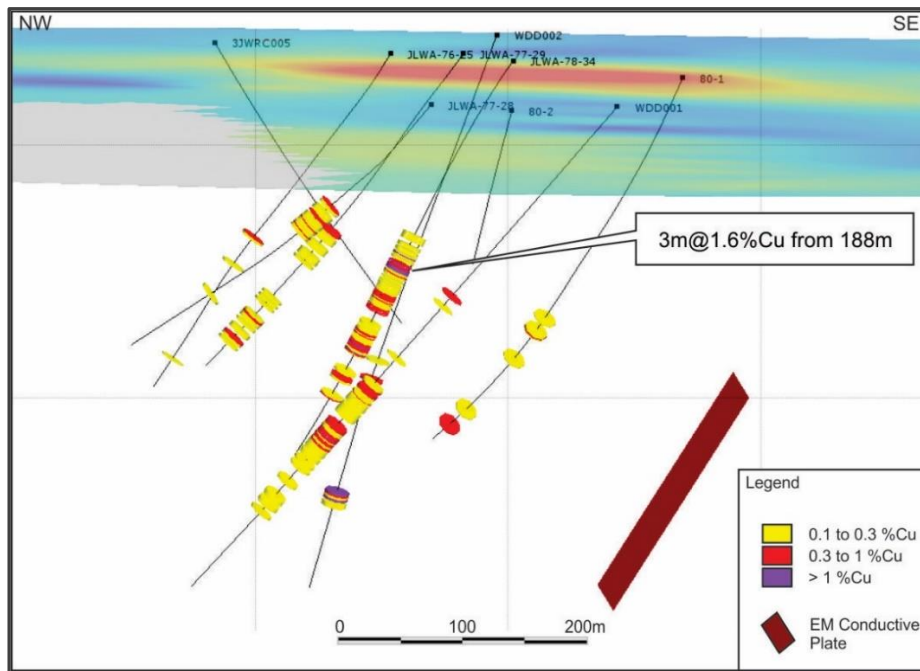 NW
SE
WDD002
3JJWRC005
JLWA-76-25
JLWA-77-29
JLWA-78-34
80-1
JLWA-77-28
80-2
WDD001
3m@1.6%Cu from 188m
Legend
0.1 to 0.3 %Cu
0.3 to 1 %Cu
> 1 %Cu
EM Conductive
Plate
0 100 200m